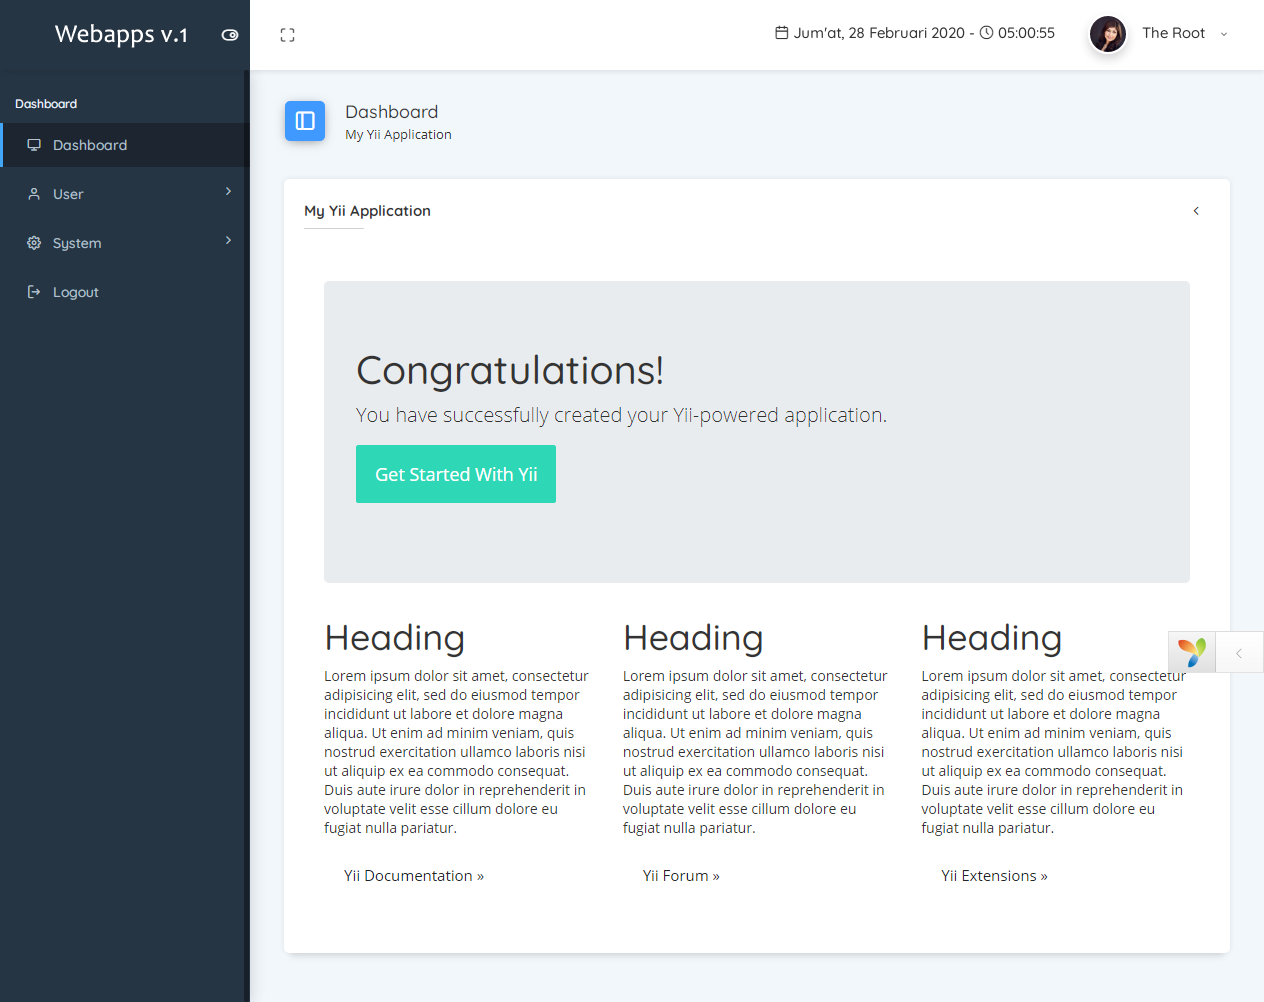 Webapps v.1
Jum'at, 28 Februari 2020 - 05:00:55
The Root
Dashboard
Dashboard
User
System
Logout
Dashboard
My Yii Application
My Yii Application
Congratulations!
You have successfully created your Yii-powered application.
Get Started With Yii
Heading
Lorem ipsum dolor sit amet, consectetur
adipisicing elit, sed do eiusmod tempor
incididunt ut labore et dolore magna
aliqua. Ut enim ad minim veniam, quis
nostrud exercitation ullamco laboris nisi
ut aliquip ex ea commodo consequat.
Duis aute irure dolor in reprehenderit in
voluptate velit esse cillum dolore eu
fugiat nulla pariatur.
Yii Documentation »
Heading
Lorem ipsum dolor sit amet, consectetur
adipisicing elit, sed do eiusmod tempor
incididunt ut labore et dolore magna
aliqua. Ut enim ad minim veniam, quis
nostrud exercitation ullamco laboris nisi
ut aliquip ex ea commodo consequat.
Duis aute irure dolor in reprehenderit in
voluptate velit esse cillum dolore eu
fugiat nulla pariatur.
Yii Forum »
Heading
Lorem ipsum dolor sit amet, consectetur
adipisicing elit, sed do eiusmod tempor
incididunt ut labore et dolore magna
aliqua. Ut enim ad minim veniam, quis
nostrud exercitation ullamco laboris nisi
ut aliquip ex ea commodo consequat.
Duis aute irure dolor in reprehenderit in
voluptate velit esse cillum dolore eu
fugiat nulla pariatur.
Yii Extensions »